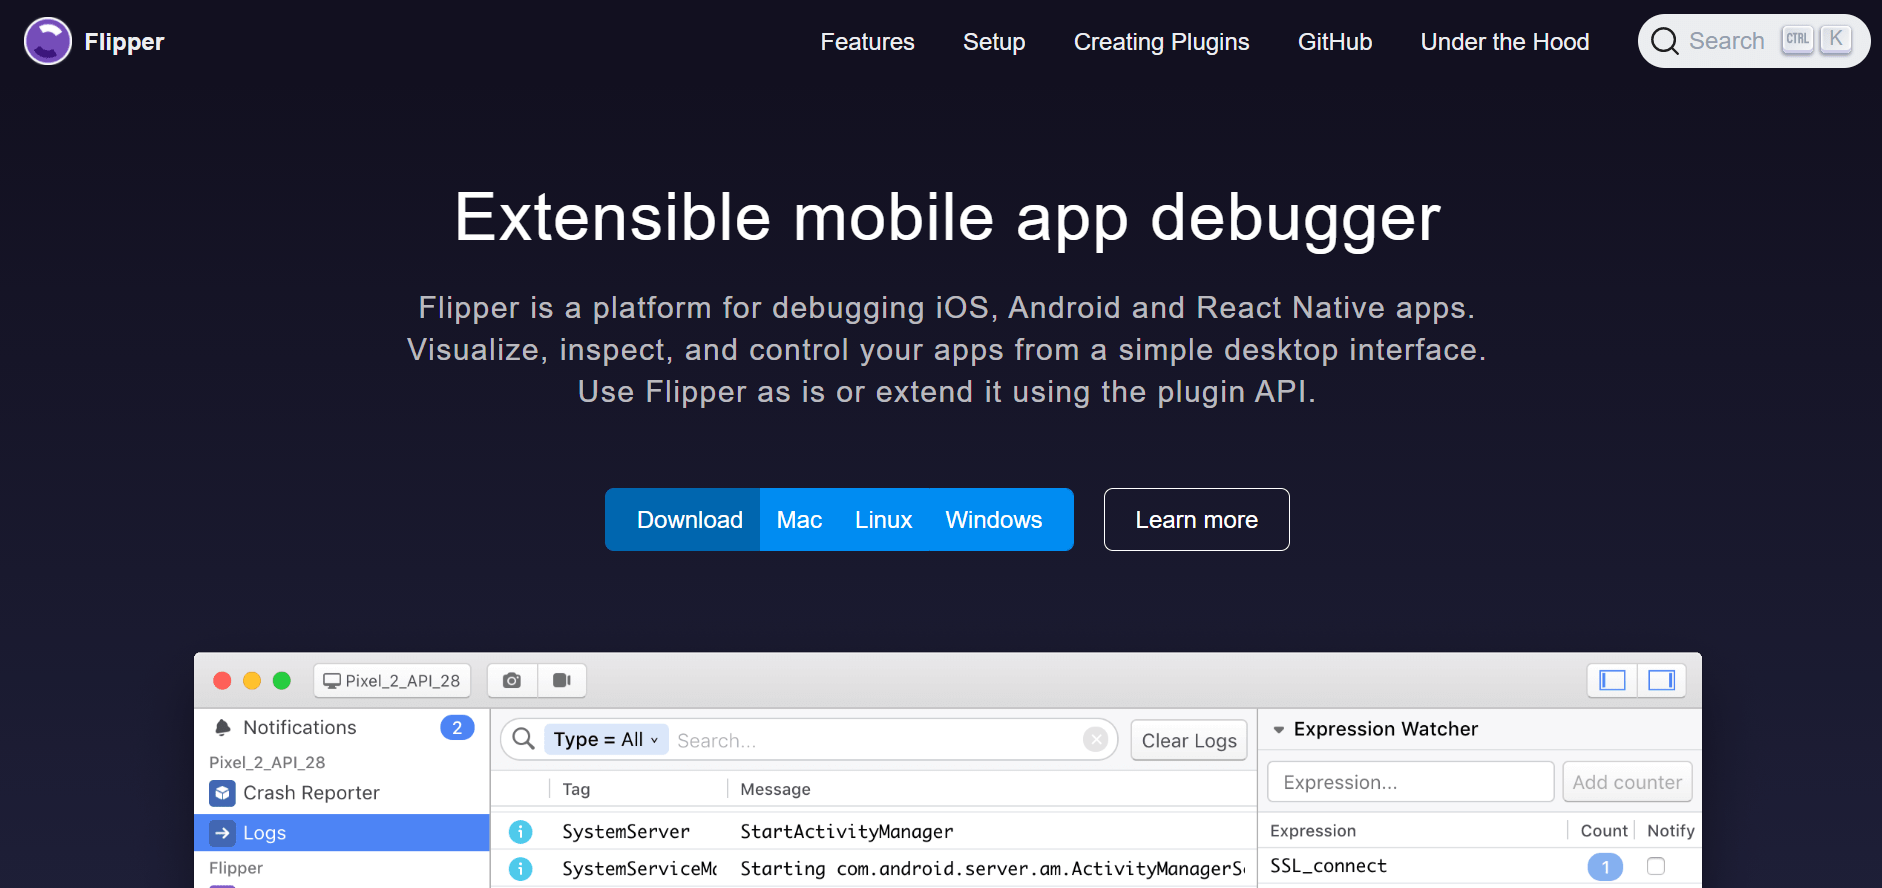 Flipper
Features
Setup
Creating Plugins
GitHub
Under the Hood
Search
CTRL
K
Extensible mobile app debugger
Flipper is a platform for debugging iOS, Android and React Native apps.
Visualize, inspect, and control your apps from a simple desktop interface.
Use Flipper as is or extend it using the plugin API.
Download
Mac
Linux
Windows
Learn more
Pixel_2_API_28
Notifications
2
Pixel_2_API_28
Crash Reporter
Logs
Flipper
Type = All
Search...
Clear Logs
Tag
Message
SystemServer
StartActivityManager
SystemServiceMa
Starting com.android.server.am.ActivityManagerSe
Expression Watcher
Expression...
Add counter
Expression
Count
Notify
SSL_connect
1